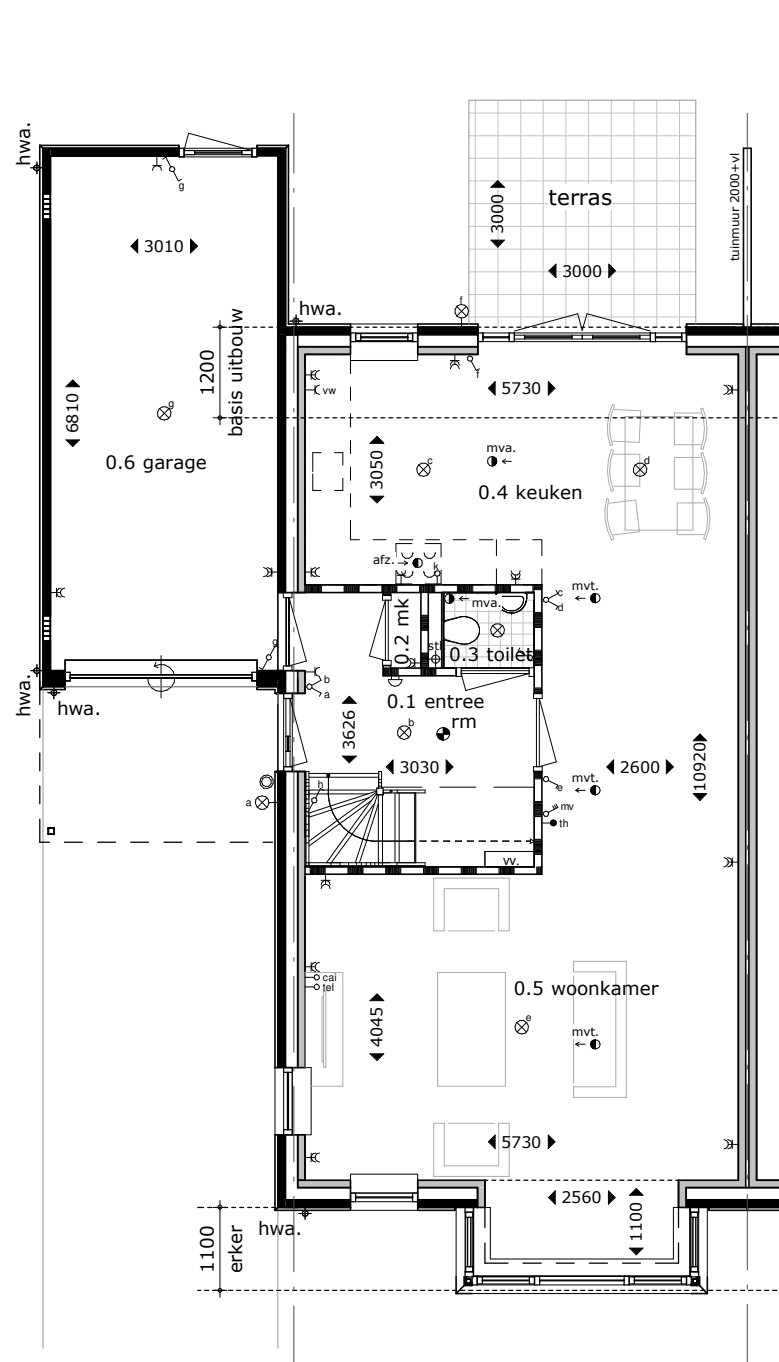 hwa.
terras
3000
3000
tuinmuur 2000+vl
g
3010
hwa.
f
1200
basis uitbouw
f
vw
5730
6810
g
0.6 garage
3050
c
mva.
d
0.4 keuken
afz.
k
mvt.
c
d
mva.
0.2 mk
stl.
0.3 toilet
g
b
a
hwa.
hwa.
0.1 entree
rm
3626
b
3030
2600
10920
mvt.
e
h
a
mv
th
vv.
cai
tel
0.5 woonkamer
4045
e
mvt.
5730
2560
1100
hwa.
1100
erker